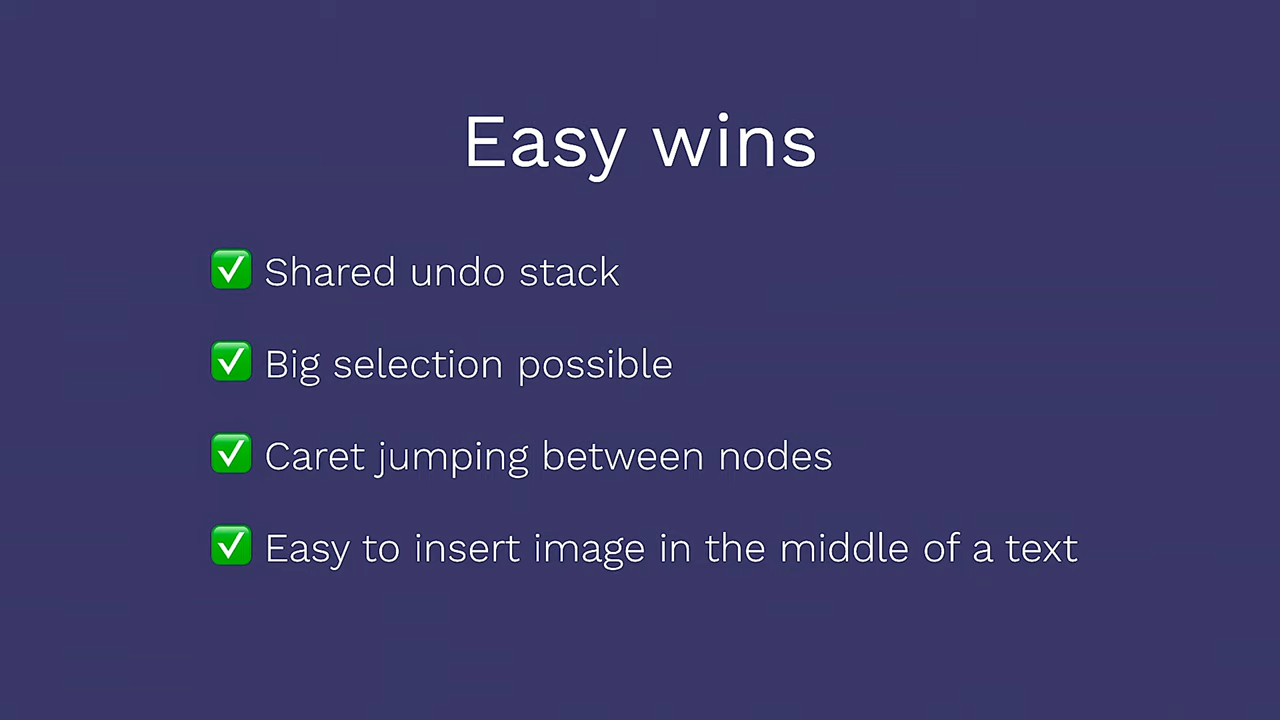 Easy wins
✅ Shared undo stack
✅ Big selection possible
✅ Caret jumping between nodes
✅ Easy to insert image in the middle of a text